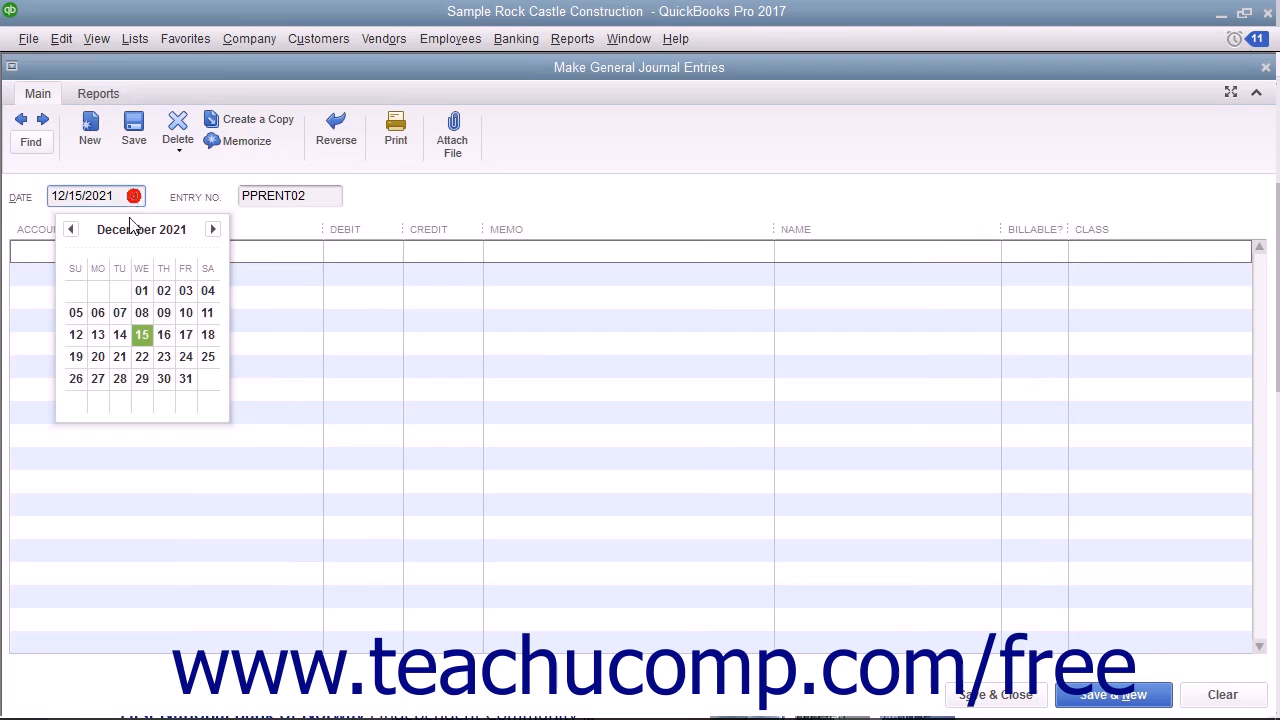 Sample Rock Castle Construction - QuickBooks Pro 2017
File Edit View Lists Favorites Company Customers Vendors Employees Banking Reports Window Help 11
Make General Journal Entries
Main Reports
Find New Save Delete Create a Copy Memorize Reverse Print Attach File
DATE 12/15/2021 ENTRY NO. PPRENT02
December 2021
DEBIT CREDIT MEMO NAME BILLABLE? CLASS
SU MO TU WE TH FR SA
01 02 03 04
05 06 07 08 09 10 11
12 13 14 15 16 17 18
19 20 21 22 23 24 25
26 27 28 29 30 31
www.teachucomp.com/free
Save & Close Save & New Clear